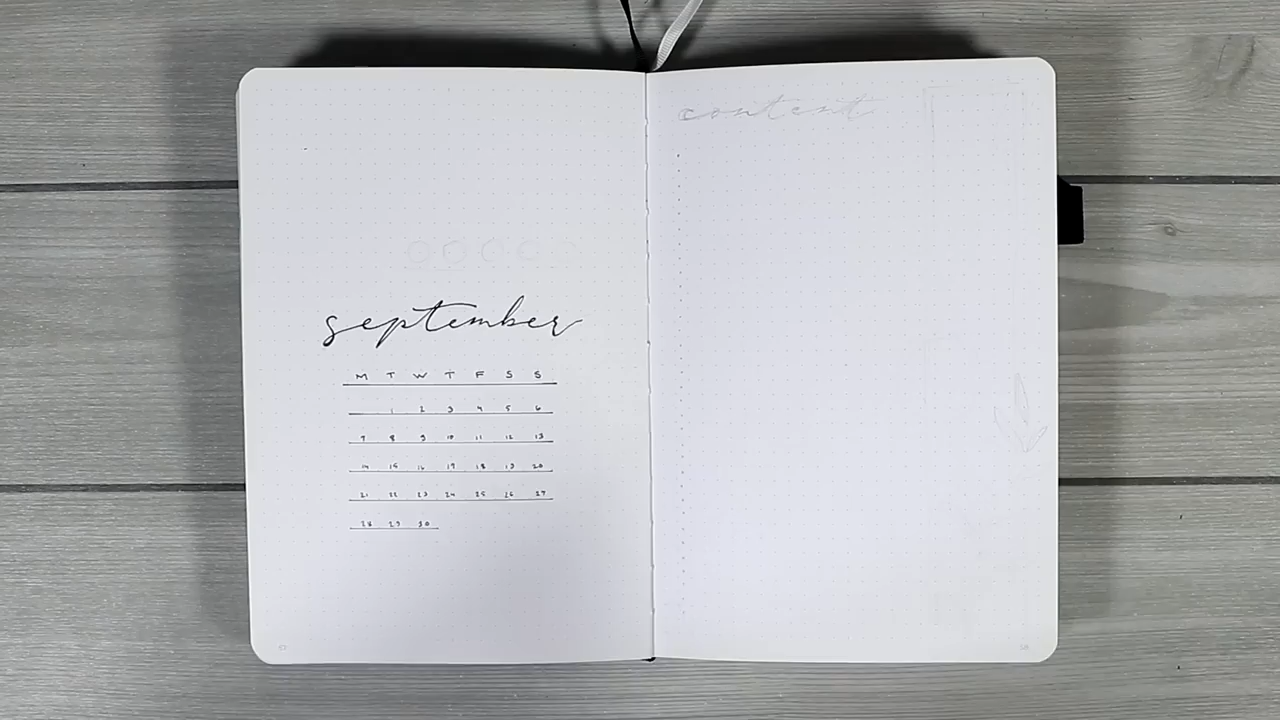 september
M T W T F S S
1 2 3 4 5 6
7 8 9 10 11 12 13
14 15 16 17 18 19 20
21 22 23 24 25 26 27
28 29 30
content